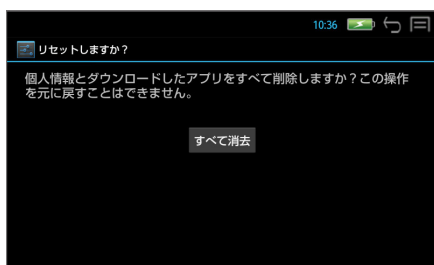 10:36
リセットしますか？
個人情報とダウンロードしたアプリをすべて削除しますか？この操作
を元に戻すことはできません。
すべて消去